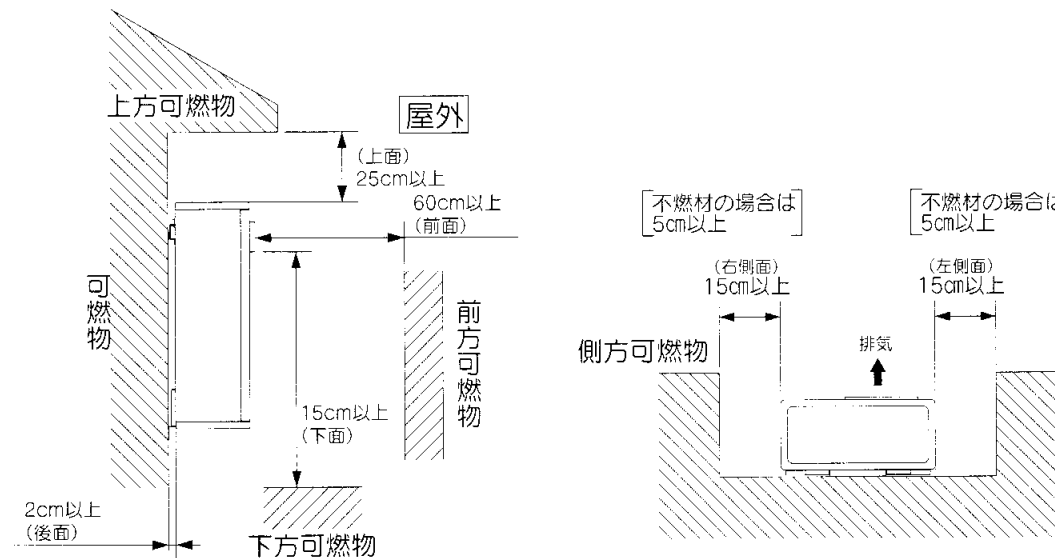 上方可燃物
屋外
(上面)
25cm以上
60cm以上
(前面)
可燃物
前方可燃物
15cm以上
(下面)
2cm以上
(後面)
下方可燃物
不燃材の場合は
5cm以上
不燃材の場合は
5cm以上
(右側面)
15cm以上
(左側面)
15cm以上
側方可燃物
排気